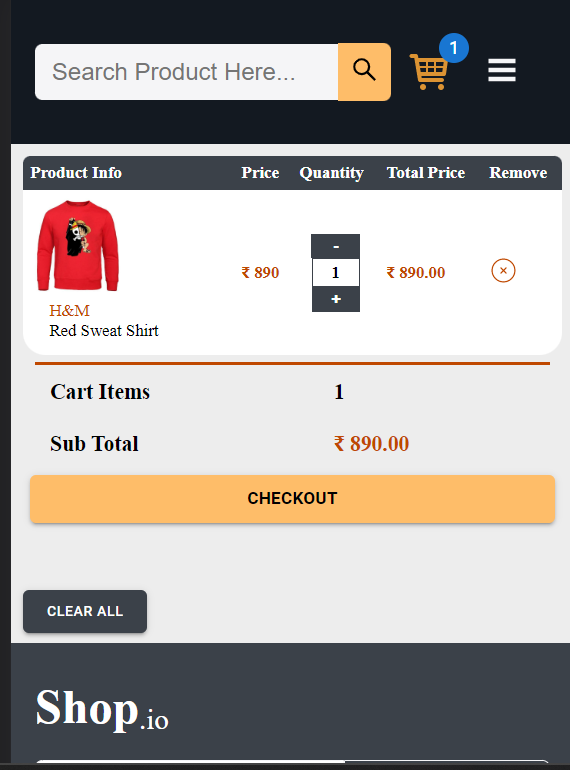 Search Product Here...
1
Product Info Price Quantity Total Price Remove
-
₹ 890 1 ₹ 890.00
+
H&M
Red Sweat Shirt
Cart Items 1
Sub Total ₹ 890.00
CHECKOUT
CLEAR ALL
Shop.io